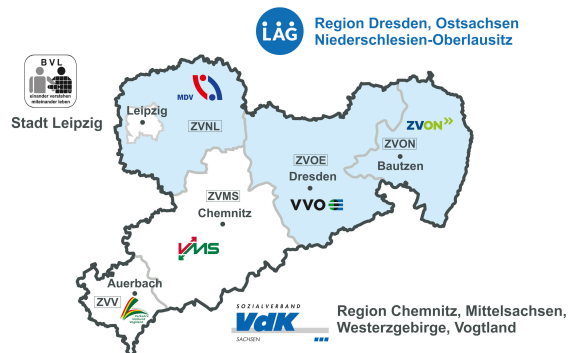 LAG
Region Dresden, Ostsachsen
Niederschlesien-Oberlausitz
BVL
einander verstehen
miteinander leben
Stadt Leipzig
MDV
Leipzig
ZVNL
ZVON
ZVON
Bautzen
ZVOE
Dresden
VVO
ZVMS
Chemnitz
VMS
Auerbach
ZVV
SOZIALVERBAND
VdK
SACHSEN
Region Chemnitz, Mittelsachsen,
Westerzgebirge, Vogtland